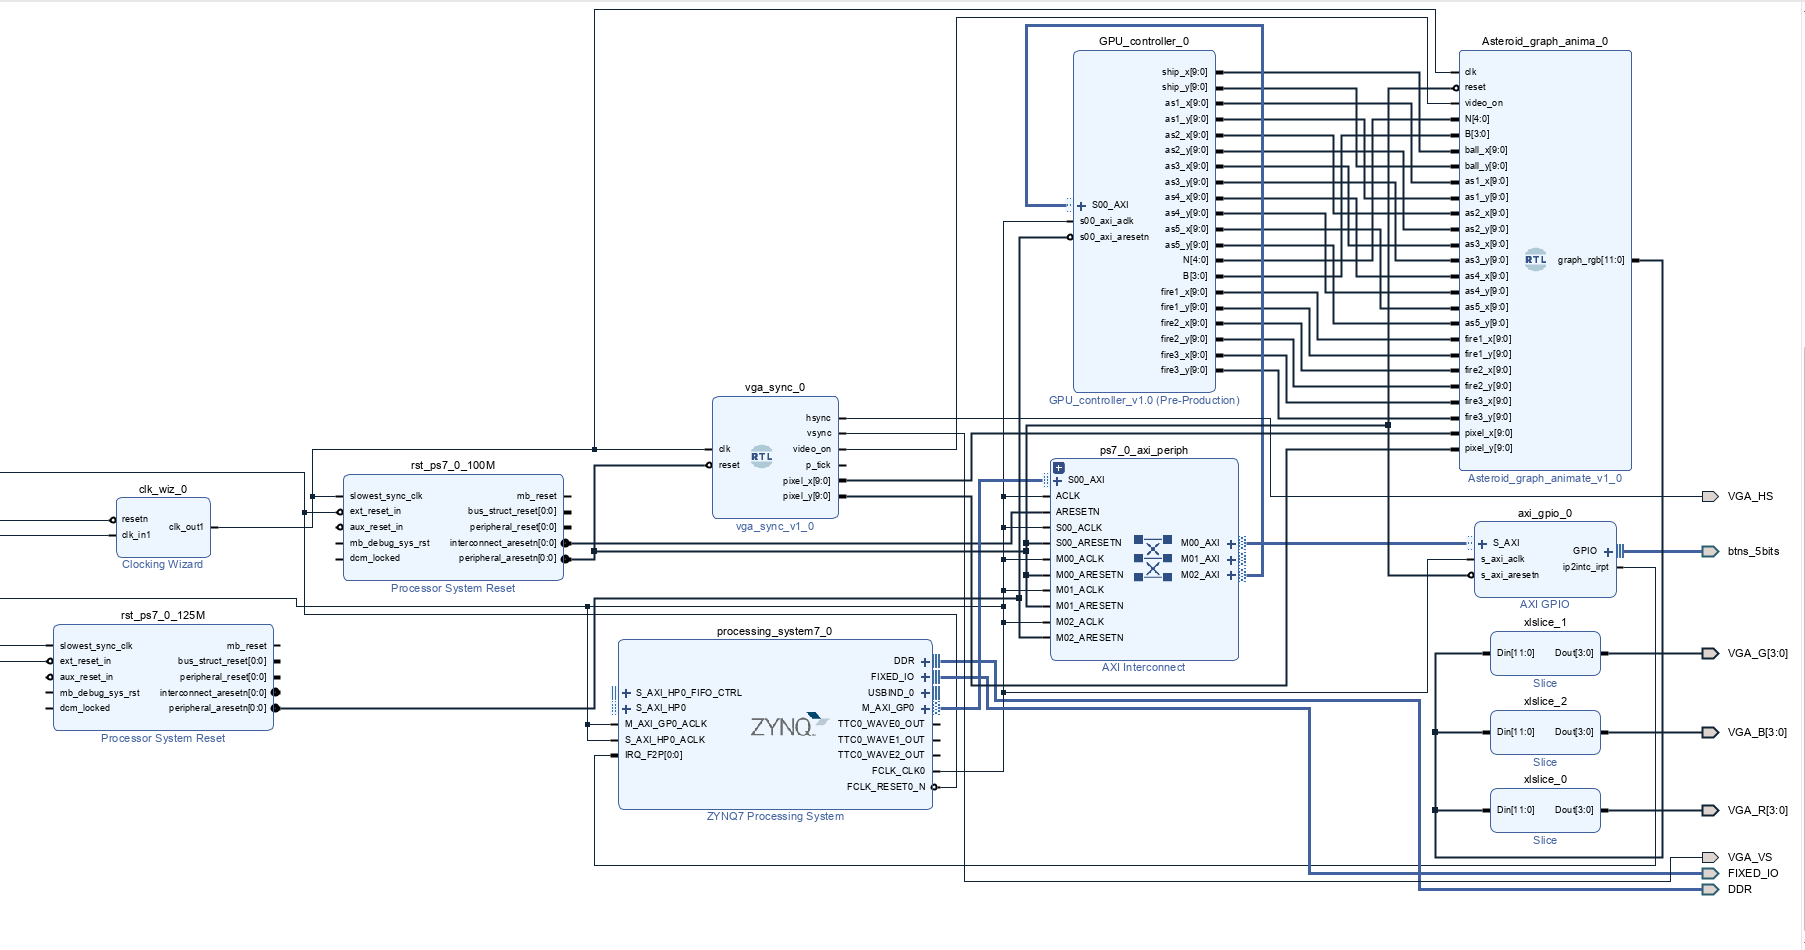 GPU_controller_0
ship_x[9:0]
ship_y[9:0]
as1_x[9:0]
as1_y[9:0]
as2_x[9:0]
as2_y[9:0]
as3_x[9:0]
as3_y[9:0]
as4_x[9:0]
S00_AXI
as4_y[9:0]
s00_axi_aclk
as5_x[9:0]
s00_axi_aresetn
as5_y[9:0]
N[4:0]
B[3:0]
fire1_x[9:0]
fire1_y[9:0]
fire2_x[9:0]
fire2_y[9:0]
fire3_x[9:0]
fire3_y[9:0]
GPU_controller_v1.0 (Pre-Production)
Asteroid_graph_anima_0
clk
reset
video_on
N[4:0]
B[3:0]
ball_x[9:0]
ball_y[9:0]
as1_x[9:0]
as1_y[9:0]
as2_x[9:0]
as2_y[9:0]
as3_x[9:0]
as3_y[9:0]
RTL
graph_rgb[11:0]
as4_x[9:0]
as4_y[9:0]
as5_x[9:0]
as5_y[9:0]
fire1_x[9:0]
fire1_y[9:0]
fire2_x[9:0]
fire2_y[9:0]
fire3_x[9:0]
fire3_y[9:0]
pixel_x[9:0]
pixel_y[9:0]
Asteroid_graph_animate_v1_0
vga_sync_0
hsync
vsync
clk
RTL
video_on
reset
p_tick
pixel_x[9:0]
pixel_y[9:0]
vga_sync_v1_0
rst_ps7_0_100M
slowest_sync_clk
mb_reset
ext_reset_in
bus_struct_reset[0:0]
aux_reset_in
peripheral_reset[0:0]
mb_debug_sys_rst
interconnect_aresetn[0:0]
dcm_locked
peripheral_aresetn[0:0]
Processor System Reset
clk_wiz_0
resetn
clk_in1
clk_out1
Clocking Wizard
rst_ps7_0_125M
slowest_sync_clk
mb_reset
ext_reset_in
bus_struct_reset[0:0]
aux_reset_in
peripheral_reset[0:0]
mb_debug_sys_rst
interconnect_aresetn[0:0]
dcm_locked
peripheral_aresetn[0:0]
Processor System Reset
ps7_0_axi_periph
S00_AXI
ACLK
ARESETN
S00_ACLK
S00_ARESETN
M00_AXI
M00_ACLK
M01_AXI
M00_ARESETN
M02_AXI
M01_ACLK
M01_ARESETN
M02_ACLK
M02_ARESETN
AXI Interconnect
processing_system7_0
DDR
FIXED_IO
S_AXI_HP0_FIFO_CTRL
USBIND_0
S_AXI_HP0
M_AXI_GP0
M_AXI_GP0_ACLK
ZYNQ
TTC0_WAVE0_OUT
S_AXI_HP0_ACLK
TTC0_WAVE1_OUT
IRQ_F2P[0:0]
TTC0_WAVE2_OUT
FCLK_CLK0
FCLK_RESET0_N
ZYNQ7 Processing System
axi_gpio_0
S_AXI
GPIO
s_axi_aclk
ip2intc_irpt
s_axi_aresetn
AXI GPIO
xlslice_1
Din[11:0]
Dout[3:0]
Slice
xlslice_2
Din[11:0]
Dout[3:0]
Slice
xlslice_0
Din[11:0]
Dout[3:0]
Slice
VGA_HS
btns_5bits
VGA_G[3:0]
VGA_B[3:0]
VGA_R[3:0]
VGA_VS
FIXED_IO
DDR